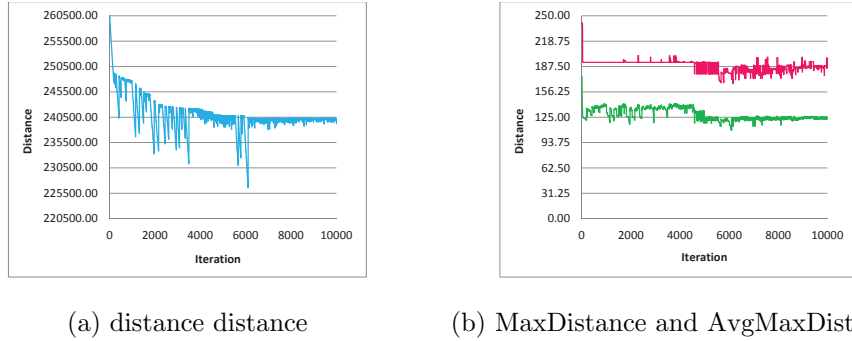 260500.00
255500.00
250500.00
245500.00
240500.00
235500.00
230500.00
225500.00
220500.00
Distance
0 2000 4000 6000 8000 10000
Iteration
(a) distance distance
250.00
218.75
187.50
156.25
125.00
93.75
62.50
31.25
0.00
Distance
0 2000 4000 6000 8000 10000
Iteration
(b) MaxDistance and AvgMaxDist